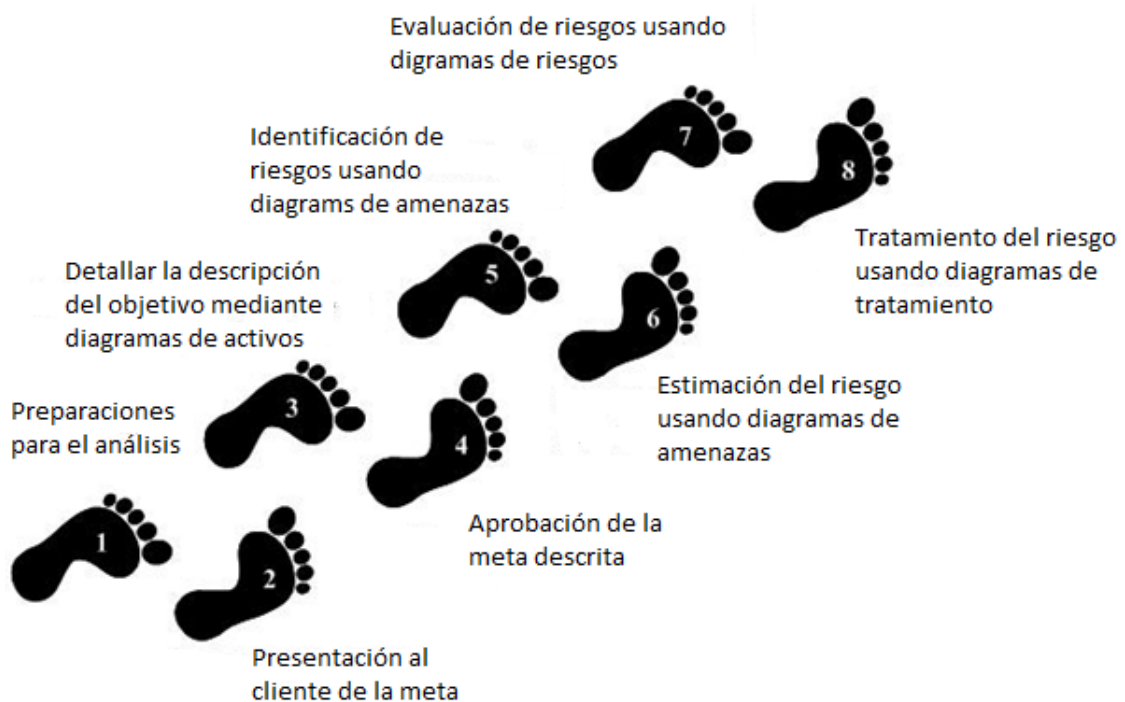 Evaluación de riesgos usando
digramas de riesgos
7
8
Identificación de
riesgos usando
diagrams de amenazas
Tratamiento del riesgo
usando diagramas de
tratamiento
5
6
Detallar la descripción
del objetivo mediante
diagramas de activos
Estimación del riesgo
usando diagramas de
amenazas
3
4
Preparaciones
para el análisis
Aprobación de la
meta descrita
1
2
Presentación al
cliente de la meta